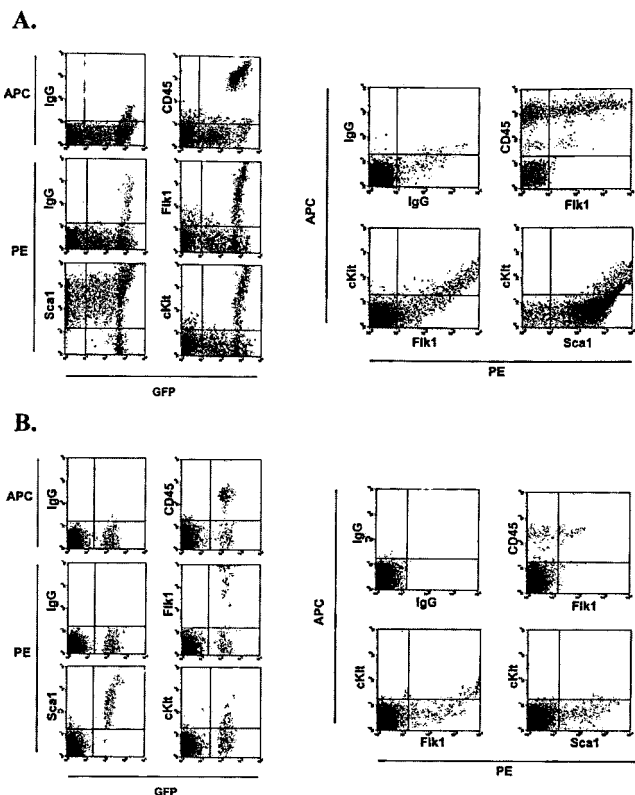 A.
APC
IgG
CD45
PE
IgG
Flk1
Sca1
cKit
GFP
APC
IgG
IgG
CD45
Flk1
cKit
Flk1
cKit
Sca1
PE
B.
APC
IgG
CD45
PE
IgG
Flk1
Sca1
cKit
GFP
APC
IgG
IgG
CD45
Flk1
cKit
Flk1
cKit
Sca1
PE